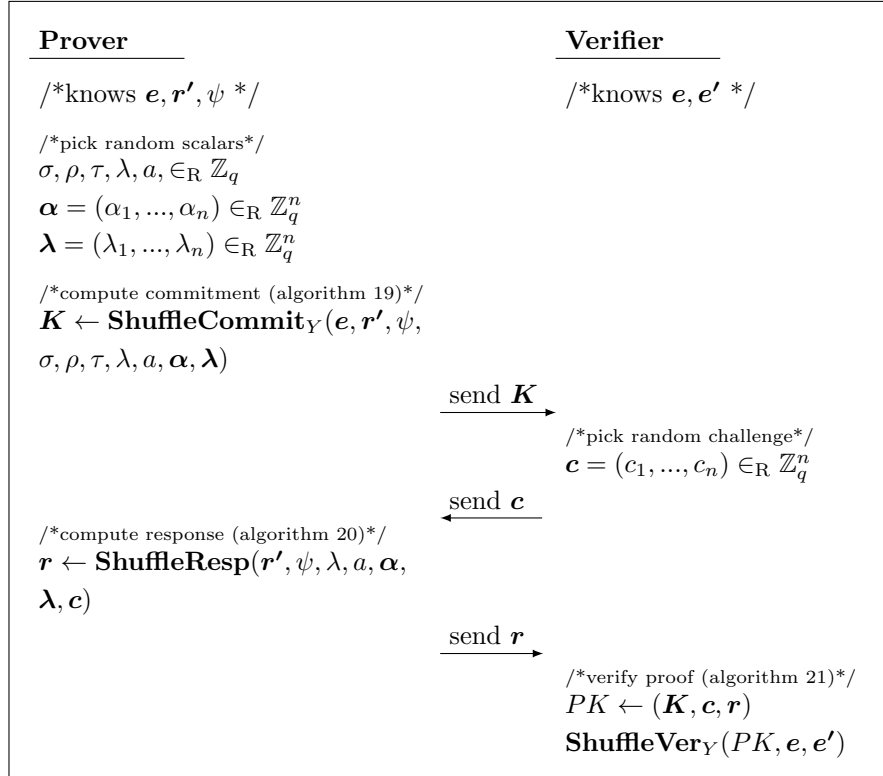 Prover Verifier
/*knows e, r′, ψ */ /*knows e, e′ */
/*pick random scalars*/
σ, ρ, τ, λ, a, ∈R ℤq
α = (α1, ..., αn) ∈R ℤqn
λ = (λ1, ..., λn) ∈R ℤqn
/*compute commitment (algorithm 19)*/
K ← ShuffleCommitY(e, r′, ψ,
σ, ρ, τ, λ, a, α, λ)
send K
/*pick random challenge*/
c = (c1, ..., cn) ∈R ℤqn
send c
/*compute response (algorithm 20)*/
r ← ShuffleResp(r′, ψ, λ, a, α,
λ, c)
send r
/*verify proof (algorithm 21)*/
PK ← (K, c, r)
ShuffleVerY(PK, e, e′)